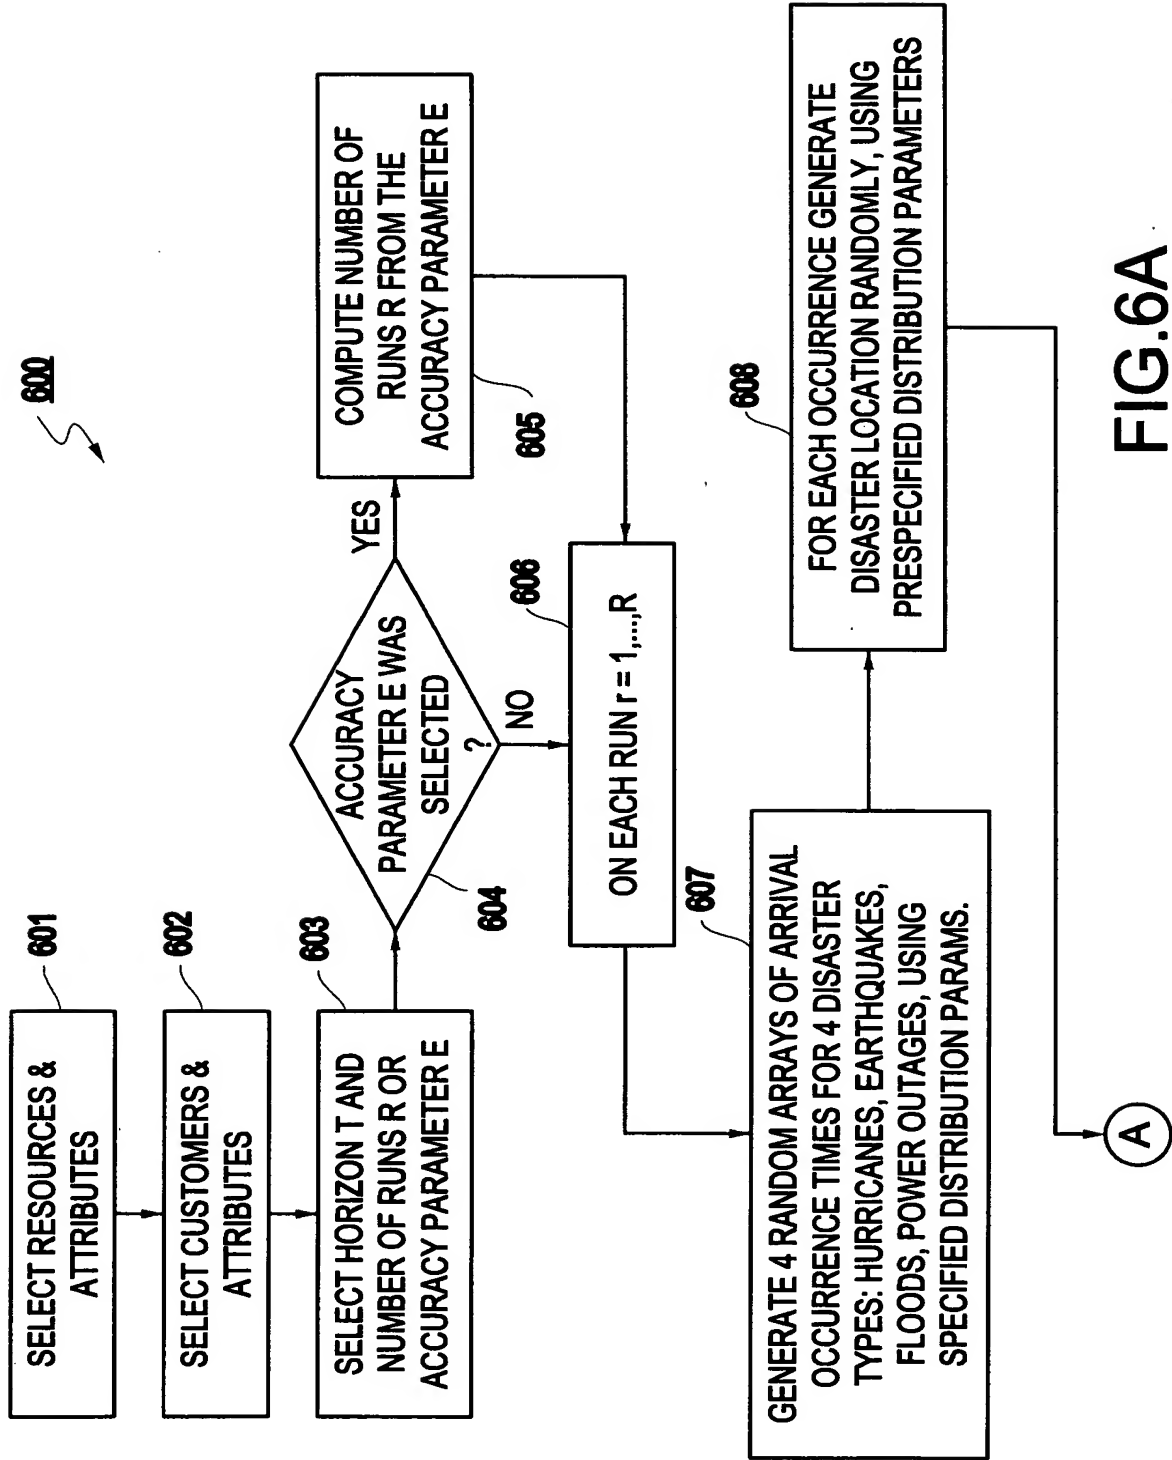 600
601
SELECT RESOURCES &
ATTRIBUTES
602
SELECT CUSTOMERS &
ATTRIBUTES
603
SELECT HORIZON T AND
NUMBER OF RUNS R OR
ACCURACY PARAMETER E
604
ACCURACY
PARAMETER E WAS
SELECTED
?
YES
NO
COMPUTE NUMBER OF
RUNS R FROM THE
ACCURACY PARAMETER E
605
606
ON EACH RUN r = 1,...,R
607
GENERATE 4 RANDOM ARRAYS OF ARRIVAL
OCCURRENCE TIMES FOR 4 DISASTER
TYPES: HURRICANES, EARTHQUAKES,
FLOODS, POWER OUTAGES, USING
SPECIFIED DISTRIBUTION PARAMS.
608
FOR EACH OCCURRENCE GENERATE
DISASTER LOCATION RANDOMLY, USING
PRESPECIFIED DISTRIBUTION PARAMETERS
A
FIG.6A